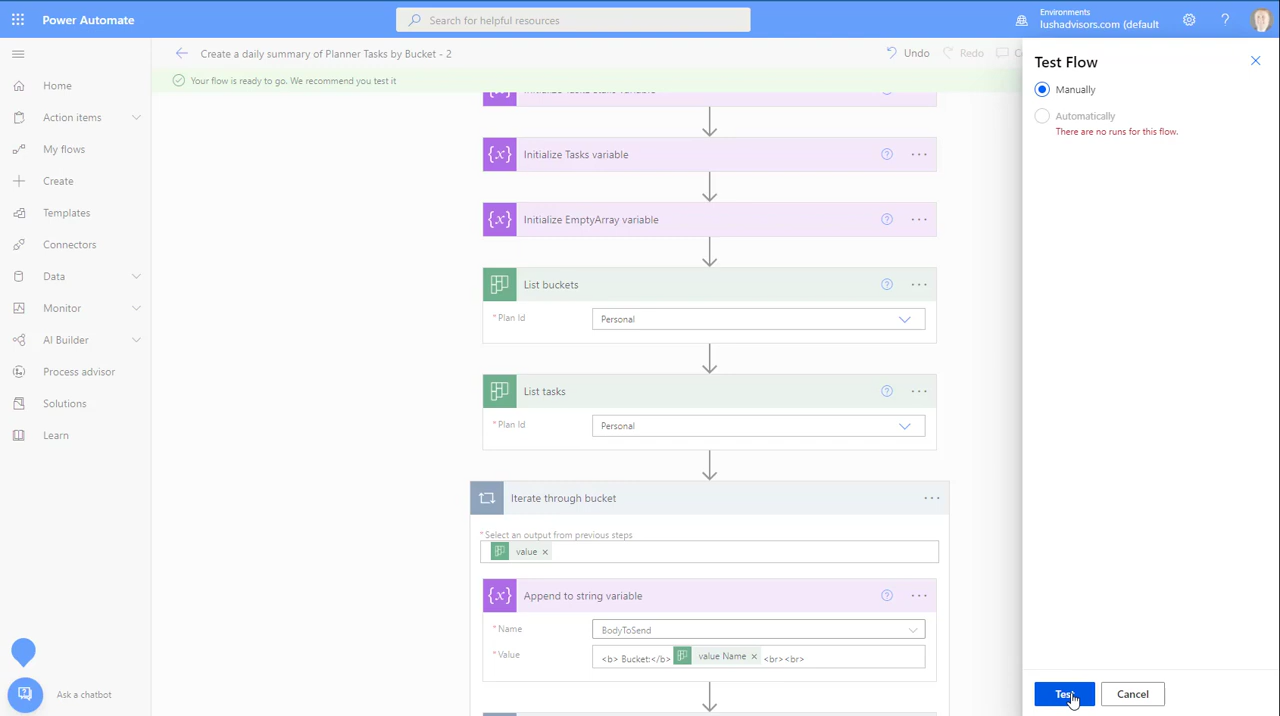 Power Automate
Search for helpful resources
Environments
lushadvisors.com (default
Create a daily summary of Planner Tasks by Bucket - 2
Undo
Redo
Your flow is ready to go. We recommend you test it
Home
Action items
My flows
Create
Templates
Connectors
Data
Monitor
AI Builder
Process advisor
Solutions
Learn
Ask a chatbot
{x} Initialize Tasks variable
{x} Initialize EmptyArray variable
List buckets
* Plan Id
Personal
List tasks
* Plan Id
Personal
Iterate through bucket
* Select an output from previous steps
value ×
{x} Append to string variable
* Name
BodyToSend
* Value
<b> Bucket:</b> value Name × <br><br>
Test Flow
Manually
Automatically
There are no runs for this flow.
Test
Cancel